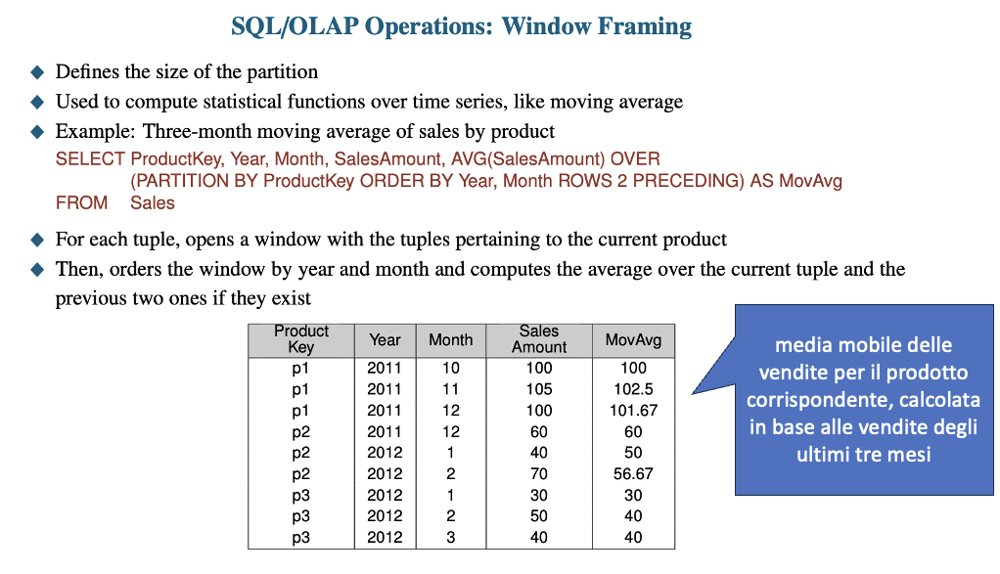 SQL/OLAP Operations: Window Framing
Defines the size of the partition
Used to compute statistical functions over time series, like moving average
Example: Three-month moving average of sales by product
SELECT ProductKey, Year, Month, SalesAmount, AVG(SalesAmount) OVER
(PARTITION BY ProductKey ORDER BY Year, Month ROWS 2 PRECEDING) AS MovAvg
FROM Sales
For each tuple, opens a window with the tuples pertaining to the current product
Then, orders the window by year and month and computes the average over the current tuple and the
previous two ones if they exist
Product Key Year Month Sales Amount MovAvg
p1 2011 10 100 100
p1 2011 11 105 102.5
p1 2011 12 100 101.67
p2 2011 12 60 60
p2 2012 1 40 50
p2 2012 2 70 56.67
p3 2012 1 30 30
p3 2012 2 50 40
p3 2012 3 40 40
media mobile delle
vendite per il prodotto
corrispondente, calcolata
in base alle vendite degli
ultimi tre mesi